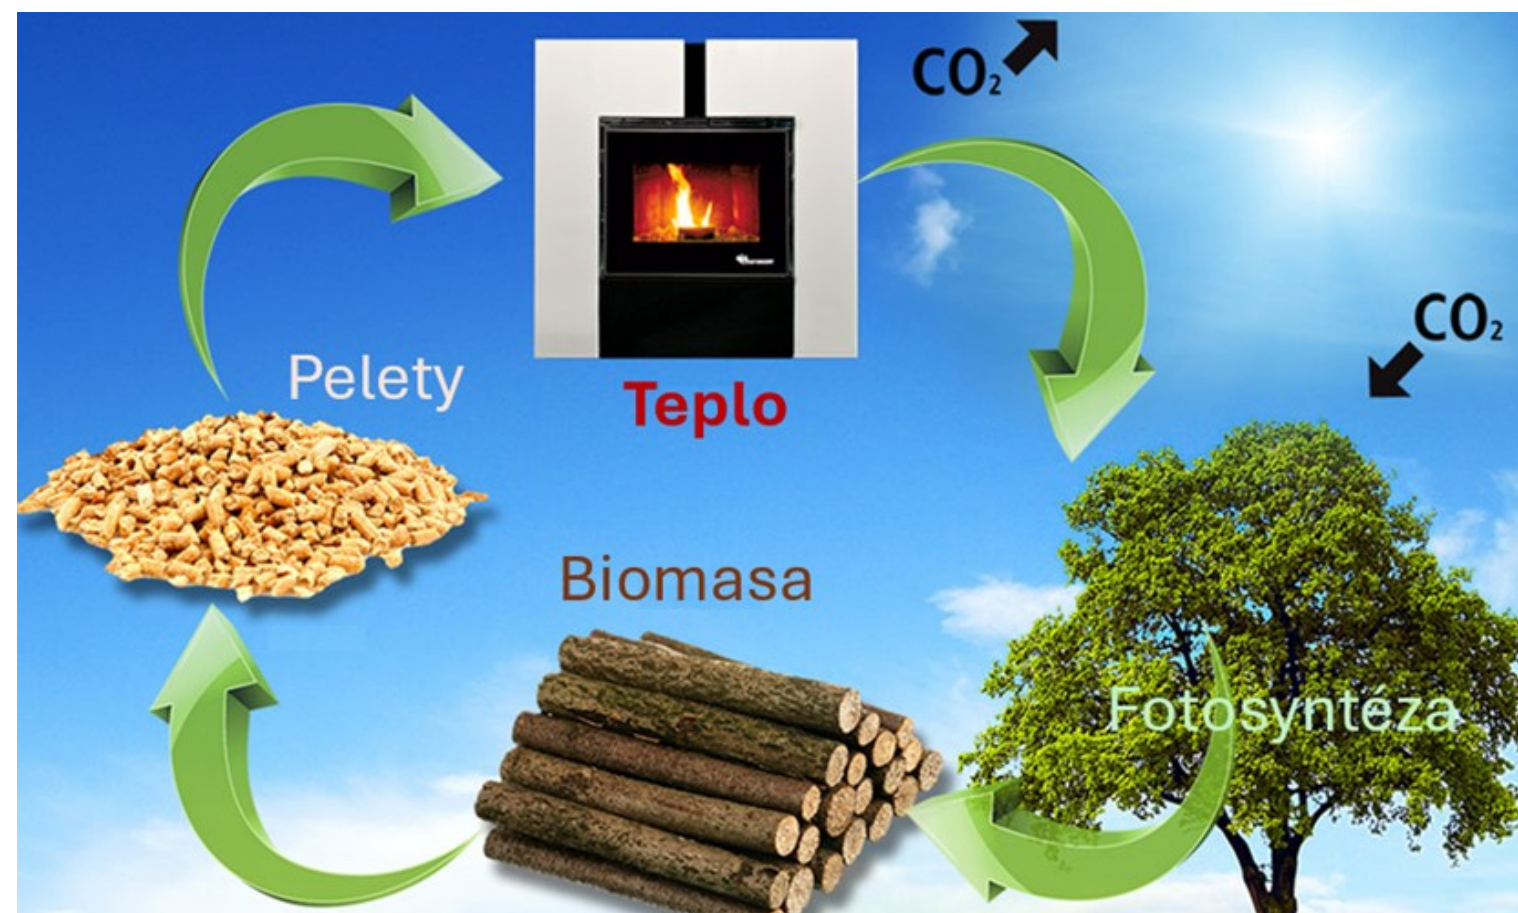 CO₂
CO₂
Pelety
Teplo
Biomasa
Fotosyntéza